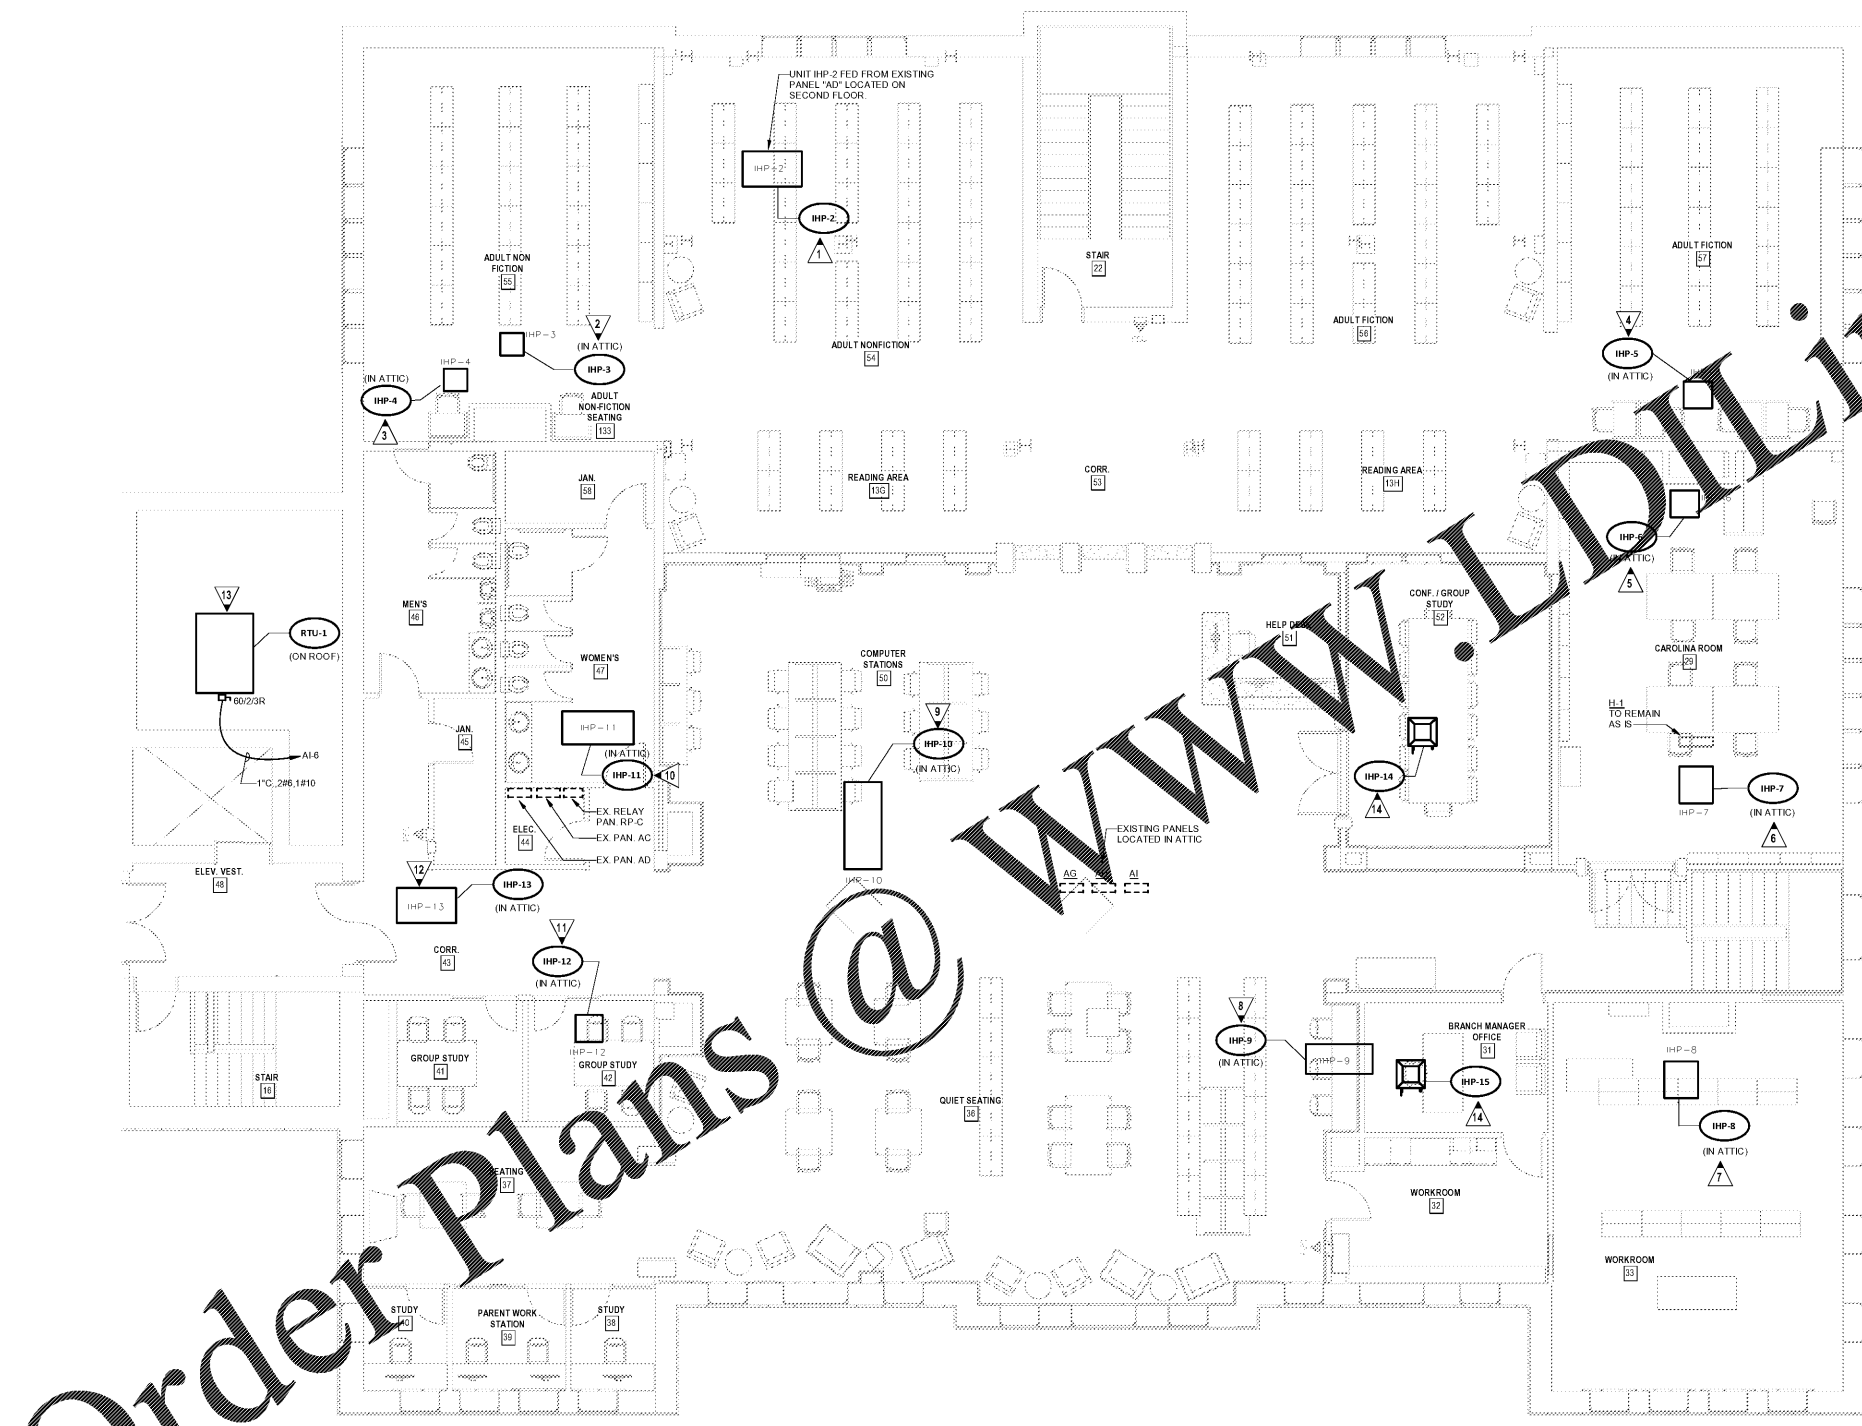 UNIT IHP-2 FED FROM EXISTING
PANEL "AD" LOCATED ON
SECOND FLOOR.
IHP-2
IHP-2
1
ADULT NON
FICTION
55
STAIR
22
ADULT FICTION
57
2
IHP-3
(IN ATTIC)
IHP-3
IHP-4
(IN ATTIC)
IHP-4
3
ADULT
NON-FICTION
SEATING
133
ADULT NONFICTION
54
ADULT FICTION
56
4
IHP-5
(IN ATTIC)
JAN.
58
READING AREA
13G
CORR.
53
READING AREA
13H
IHP-6
(IN ATTIC)
5
13
RTU-1
(ON ROOF)
60/2/3R
AI-6
1"C.,2#6,1#10
MEN'S
46
WOMEN'S
47
COMPUTER
STATIONS
50
HELP
51
CONF. / GROUP
STUDY
52
CAROLINA ROOM
29
H-1
TO REMAIN
AS IS
JAN.
45
IHP-11
(IN ATTIC)
IHP-11
10
9
IHP-10
(IN ATTIC)
IHP-10
IHP-14
14
IHP-7
IHP-7
(IN ATTIC)
6
EX. RELAY
PAN. RP-C
ELEC.
44
EX. PAN. AC
EX. PAN. AD
EXISTING PANELS
LOCATED IN ATTIC
AG
AI
ELEV. VEST.
48
12
IHP-13
IHP-13
(IN ATTIC)
CORR.
43
11
IHP-12
(IN ATTIC)
IHP-12
GROUP STUDY
41
GROUP STUDY
42
STAIR
16
8
IHP-9
(IN ATTIC)
IHP-9
BRANCH MANAGER
OFFICE
31
IHP-15
14
IHP-8
IHP-8
(IN ATTIC)
7
QUIET SEATING
36
37
WORKROOM
32
WORKROOM
33
STUDY
PARENT WORK
STATION
39
STUDY
38
Order Plans @ www.LDILi